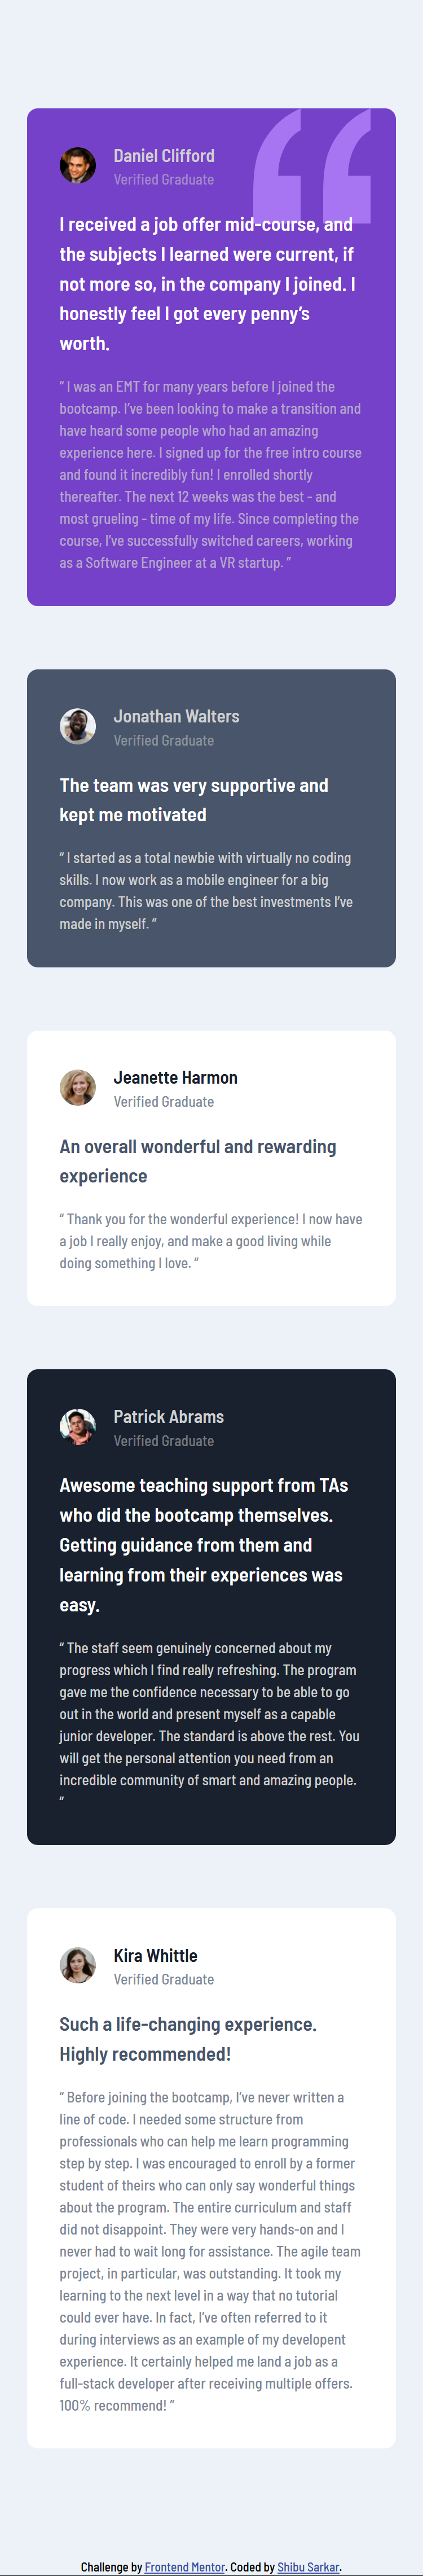 Daniel Clifford
Verified Graduate
I received a job offer mid-course, and
the subjects I learned were current, if
not more so, in the company I joined. I
honestly feel I got every penny’s
worth.
“ I was an EMT for many years before I joined the
bootcamp. I’ve been looking to make a transition and
have heard some people who had an amazing
experience here. I signed up for the free intro course
and found it incredibly fun! I enrolled shortly
thereafter. The next 12 weeks was the best - and
most grueling - time of my life. Since completing the
course, I’ve successfully switched careers, working
as a Software Engineer at a VR startup. ”
Jonathan Walters
Verified Graduate
The team was very supportive and
kept me motivated
“ I started as a total newbie with virtually no coding
skills. I now work as a mobile engineer for a big
company. This was one of the best investments I’ve
made in myself. ”
Jeanette Harmon
Verified Graduate
An overall wonderful and rewarding
experience
“ Thank you for the wonderful experience! I now have
a job I really enjoy, and make a good living while
doing something I love. ”
Patrick Abrams
Verified Graduate
Awesome teaching support from TAs
who did the bootcamp themselves.
Getting guidance from them and
learning from their experiences was
easy.
“ The staff seem genuinely concerned about my
progress which I find really refreshing. The program
gave me the confidence necessary to be able to go
out in the world and present myself as a capable
junior developer. The standard is above the rest. You
will get the personal attention you need from an
incredible community of smart and amazing people.
”
Kira Whittle
Verified Graduate
Such a life-changing experience.
Highly recommended!
“ Before joining the bootcamp, I’ve never written a
line of code. I needed some structure from
professionals who can help me learn programming
step by step. I was encouraged to enroll by a former
student of theirs who can only say wonderful things
about the program. The entire curriculum and staff
did not disappoint. They were very hands-on and I
never had to wait long for assistance. The agile team
project, in particular, was outstanding. It took my
learning to the next level in a way that no tutorial
could ever have. In fact, I’ve often referred to it
during interviews as an example of my developent
experience. It certainly helped me land a job as a
full-stack developer after receiving multiple offers.
100% recommend! ”
Challenge by Frontend Mentor. Coded by Shibu Sarkar.